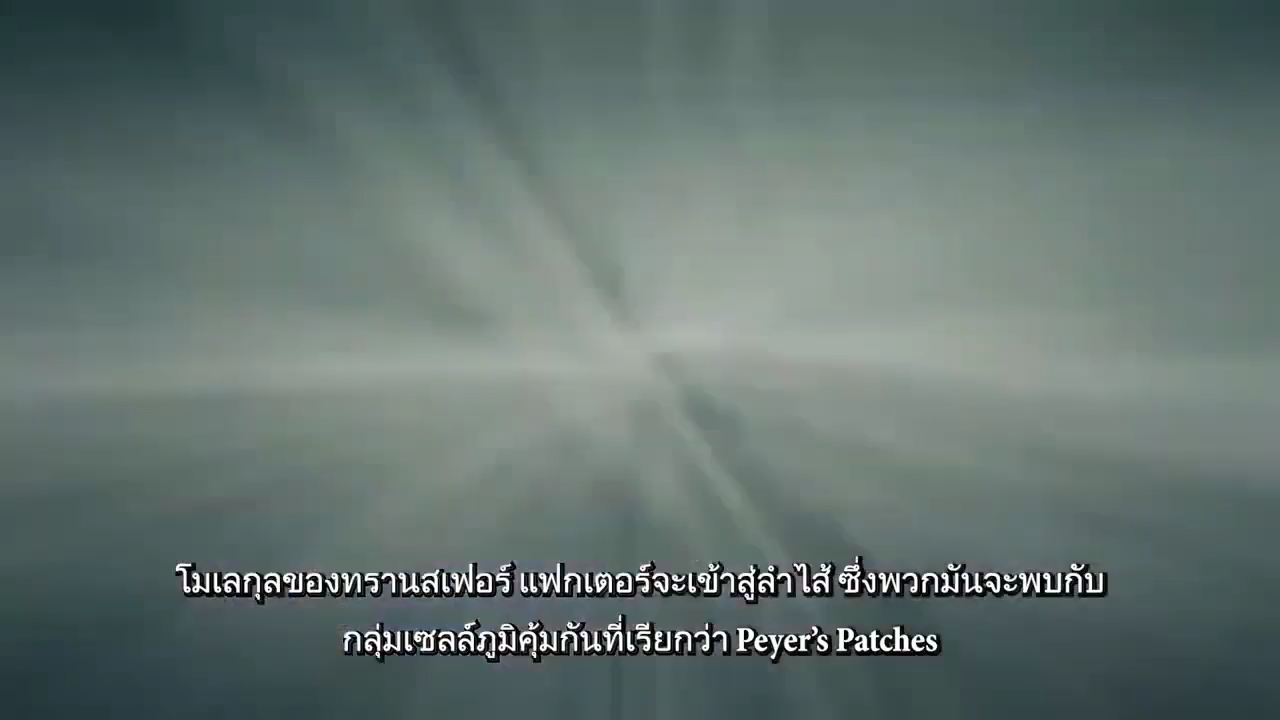 โมเลกุลของทรานสเฟอร์ แฟกเตอร์จะเข้าสู่ลำไส้ ซึ่งพวกมันจะพบกับ
กลุ่มเซลล์ภูมิคุ้มกันที่เรียกว่า Peyer’s Patches